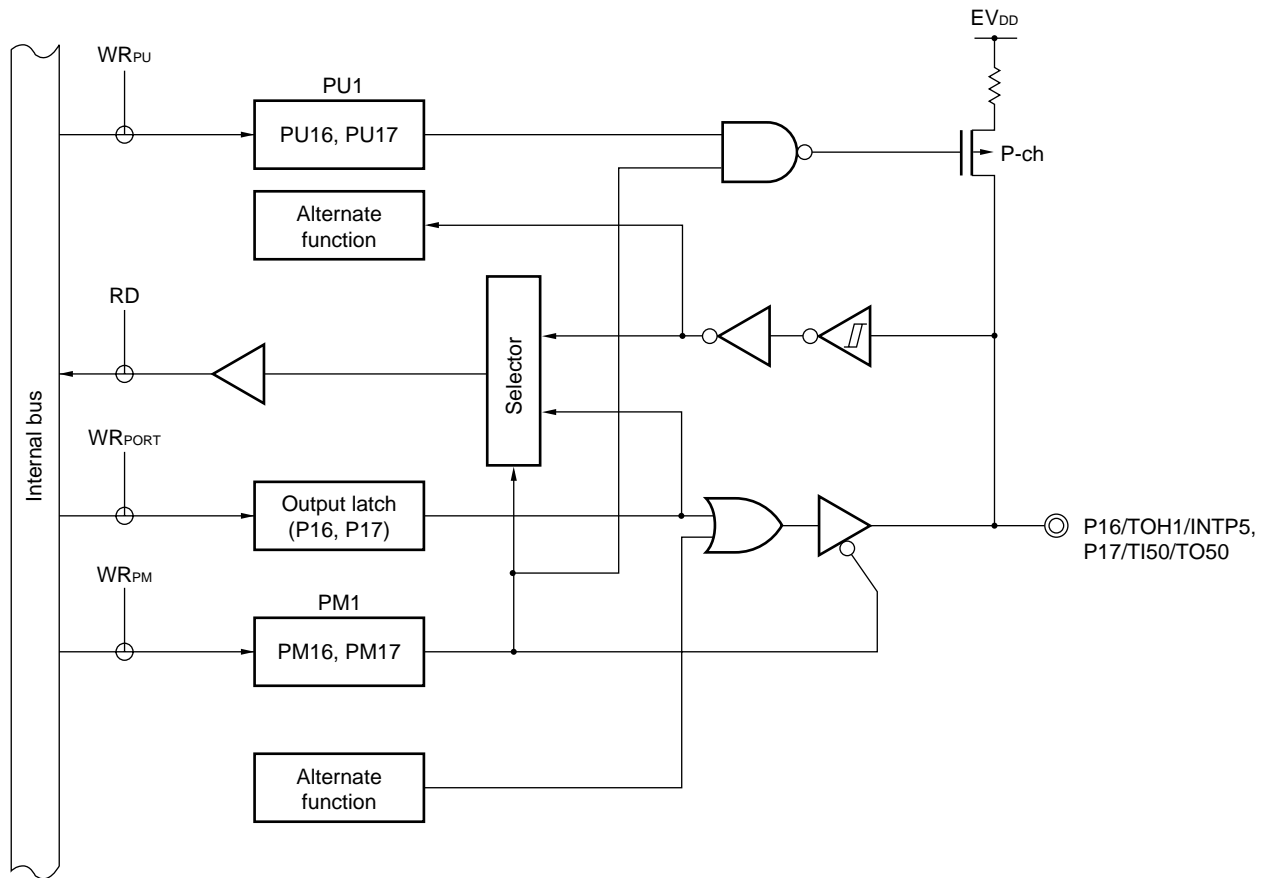 EVDD
WRPU
PU1
PU16, PU17
P-ch
Alternate
function
RD
Selector
Internal bus
WRPORT
Output latch
(P16, P17)
P16/TOH1/INTP5,
P17/TI50/TO50
WRPM
PM1
PM16, PM17
Alternate
function